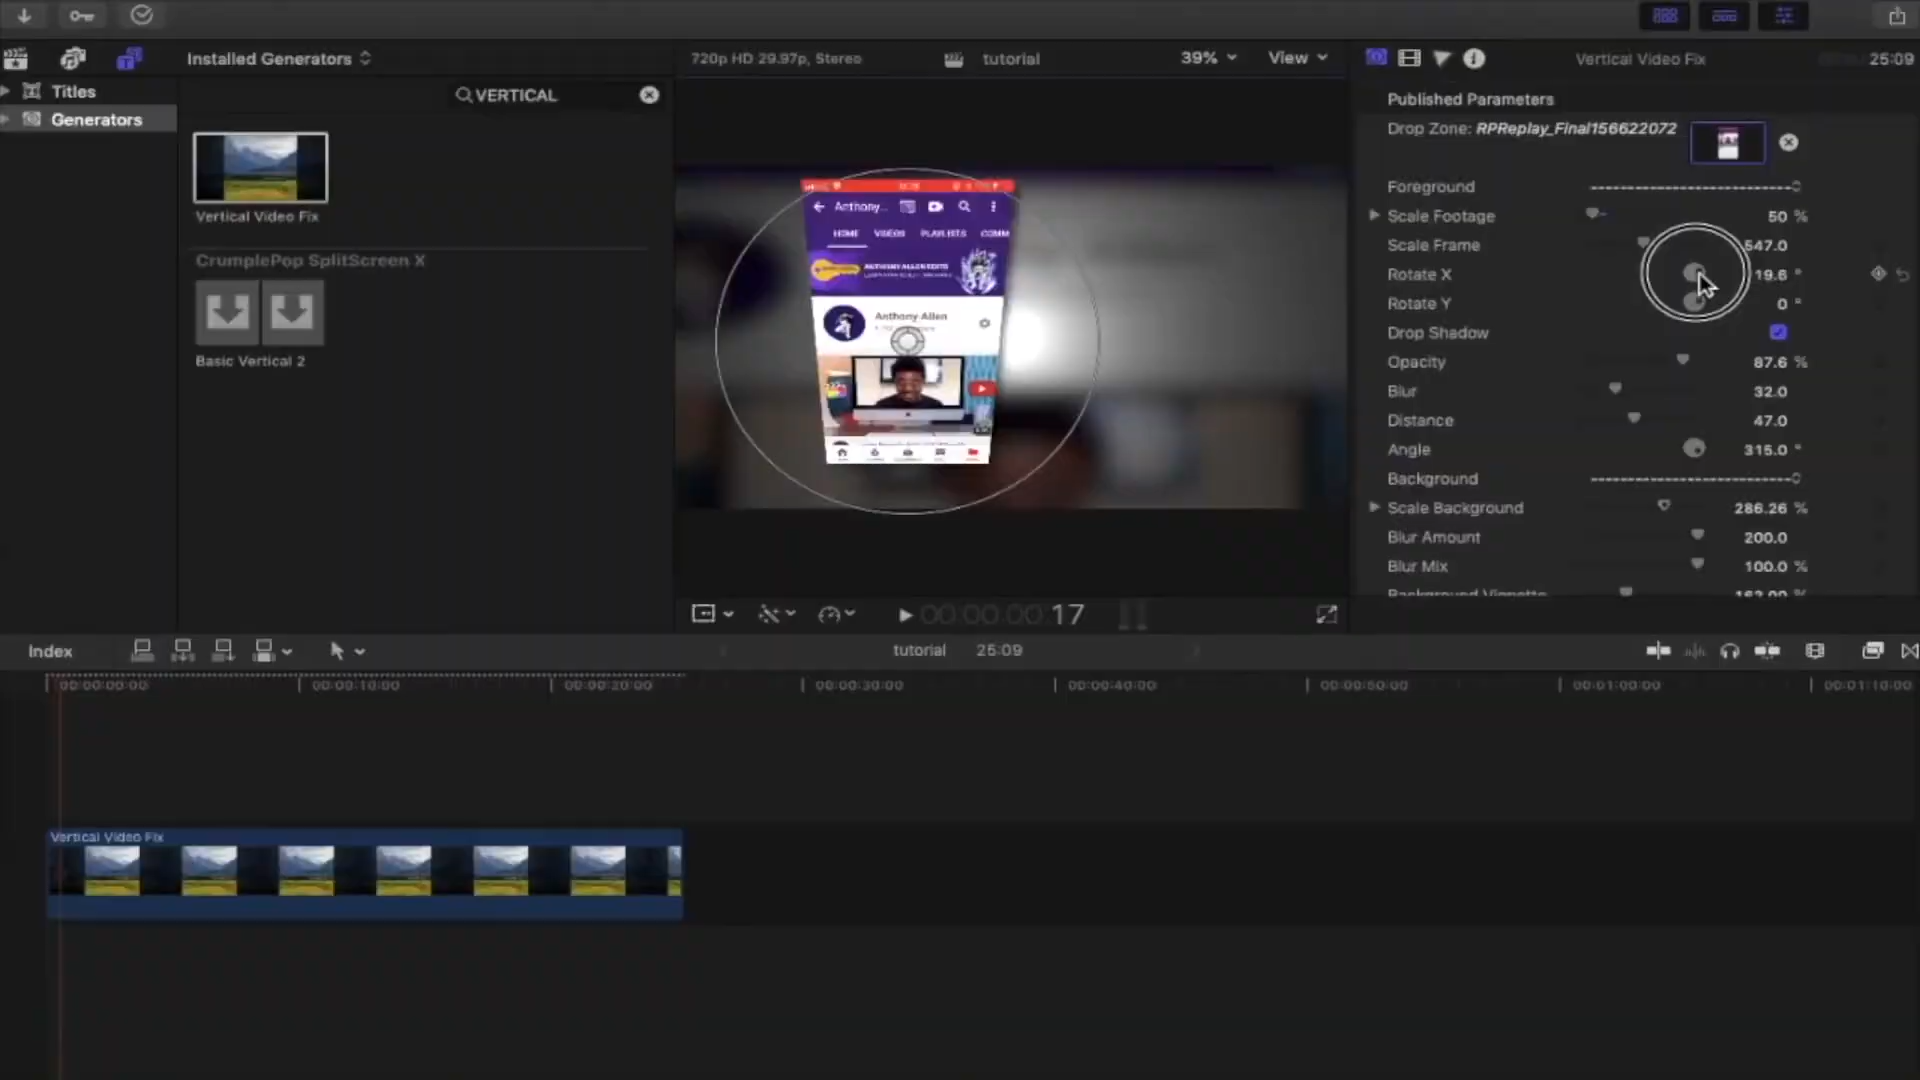 Installed Generators
720p HD 29.97p, Stereo
tutorial
39%
View
Vertical Video Fix
25:09
Titles
Generators
VERTICAL
Vertical Video Fix
CrumplePop SplitScreen X
Basic Vertical 2
Anthony...
HOME VIDEOS PLAYLISTS COMM
ANTHONY ALLEN EDITS
Anthony Allen
Published Parameters
Drop Zone: RPReplay_Final156622072
Foreground
Scale Footage 50 %
Scale Frame 547.0
Rotate X 19.6 °
Rotate Y 0 °
Drop Shadow
Opacity 87.6 %
Blur 32.0
Distance 47.0
Angle 315.0 °
Background
Scale Background 286.26 %
Blur Amount 200.0
Blur Mix 100.0 %
Background Vignette 162.00 %
00:00:00:00:17
Index
tutorial 25:09
00:00:00:00 00:00:10:00 00:00:20:00 00:00:30:00 00:00:40:00 00:00:50:00 00:01:00:00 00:01:10:00
Vertical Video Fix